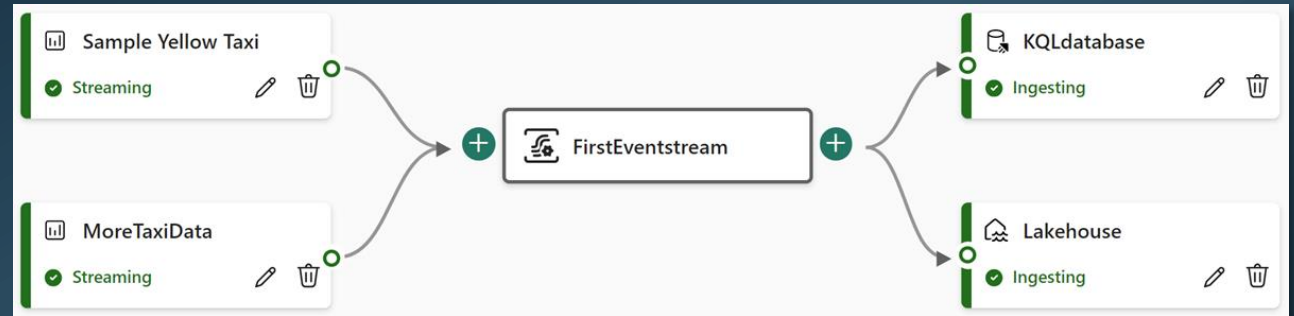 Sample Yellow Taxi
Streaming
MoreTaxiData
Streaming
FirstEventstream
KQLdatabase
Ingesting
Lakehouse
Ingesting